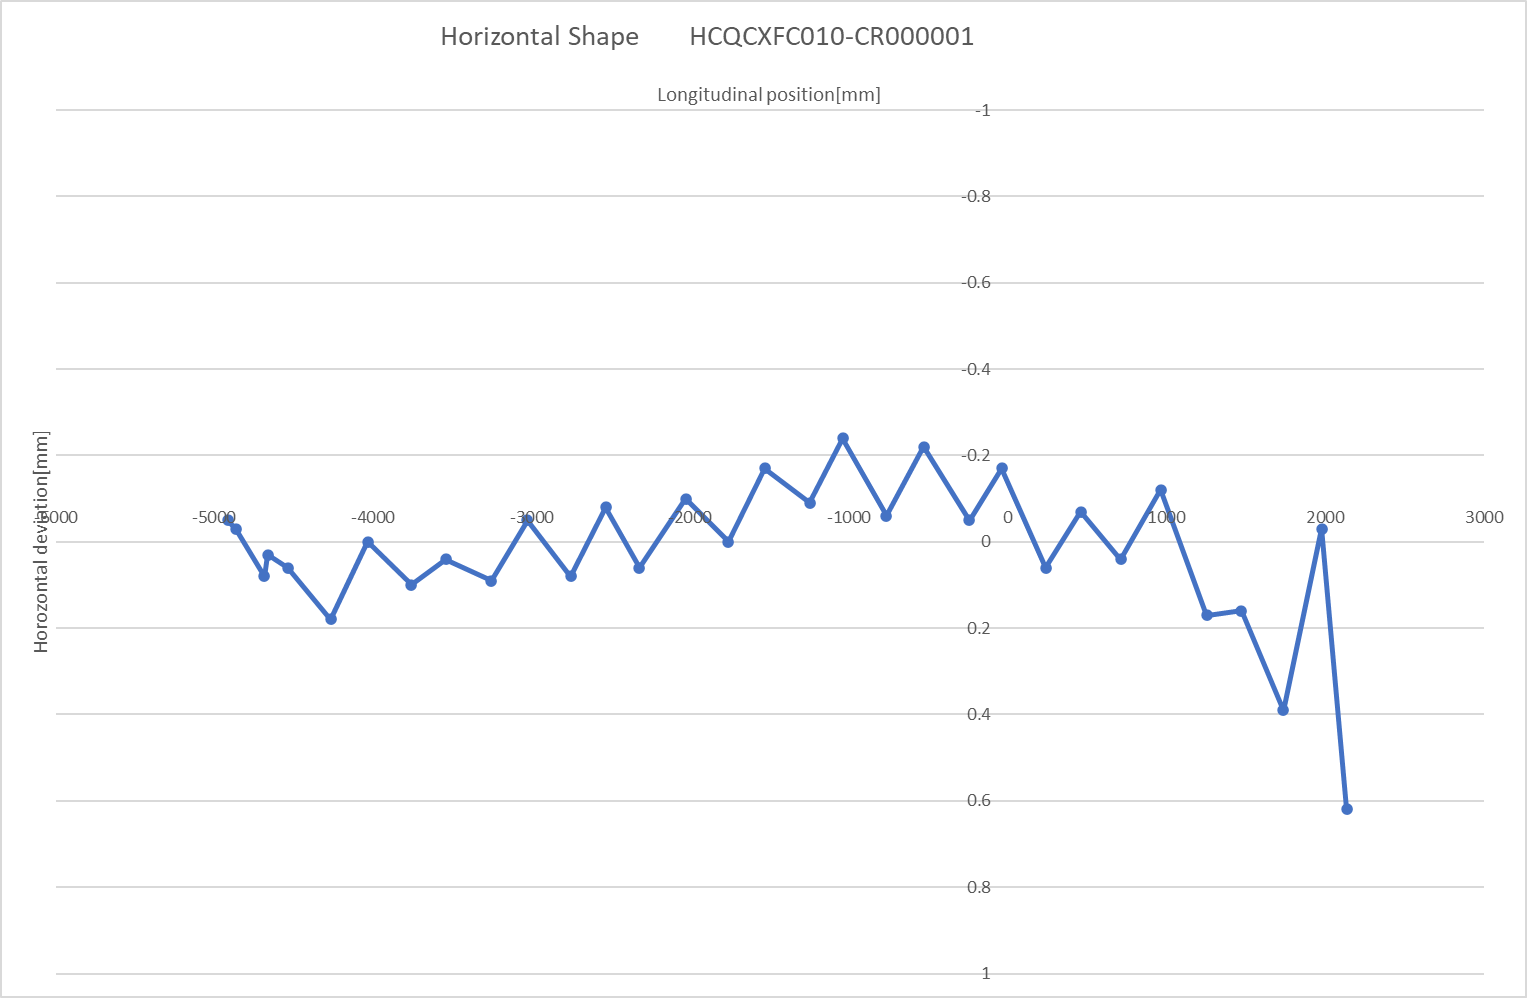 Horizontal Shape HCQCXFC010-CR000001
Longitudinal position[mm]
-1
-0.8
-0.6
-0.4
-0.2
-6000 -5000 -4000 -3000 -2000 -1000 0 1000 2000 3000
0
0.2
0.4
0.6
0.8
1
Horozontal deviation[mm]